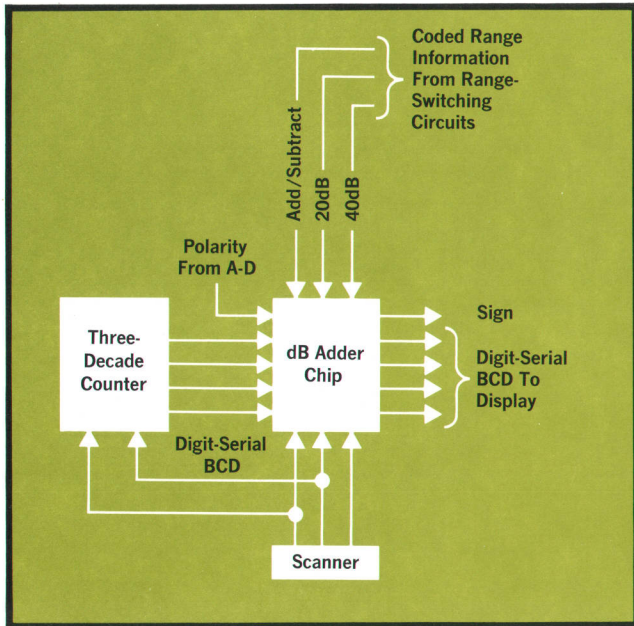 Coded Range
Information
From Range-
Switching
Circuits
Add/Subtract
20dB
40dB
Polarity
From A-D
Three-
Decade
Counter
dB Adder
Chip
Sign
Digit-Serial
BCD To
Display
Digit-Serial
BCD
Scanner